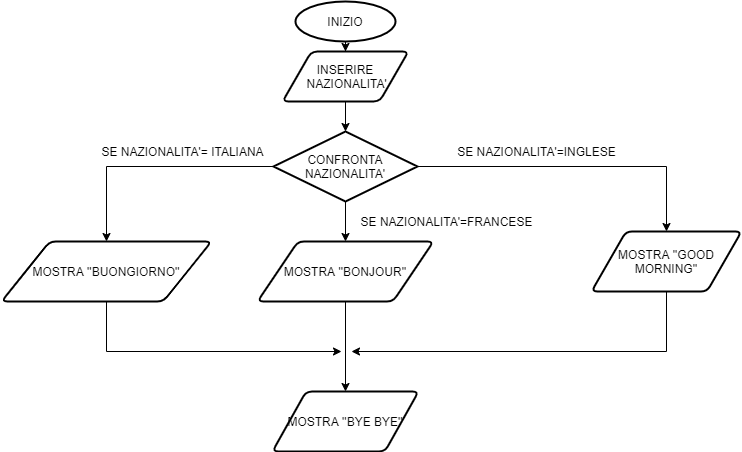 INIZIO
INSERIRE
NAZIONALITA'
SE NAZIONALITA'= ITALIANA
CONFRONTA
NAZIONALITA'
SE NAZIONALITA'=INGLESE
SE NAZIONALITA'=FRANCESE
MOSTRA "BUONGIORNO"
MOSTRA "BONJOUR"
MOSTRA "GOOD
MORNING"
MOSTRA "BYE BYE"